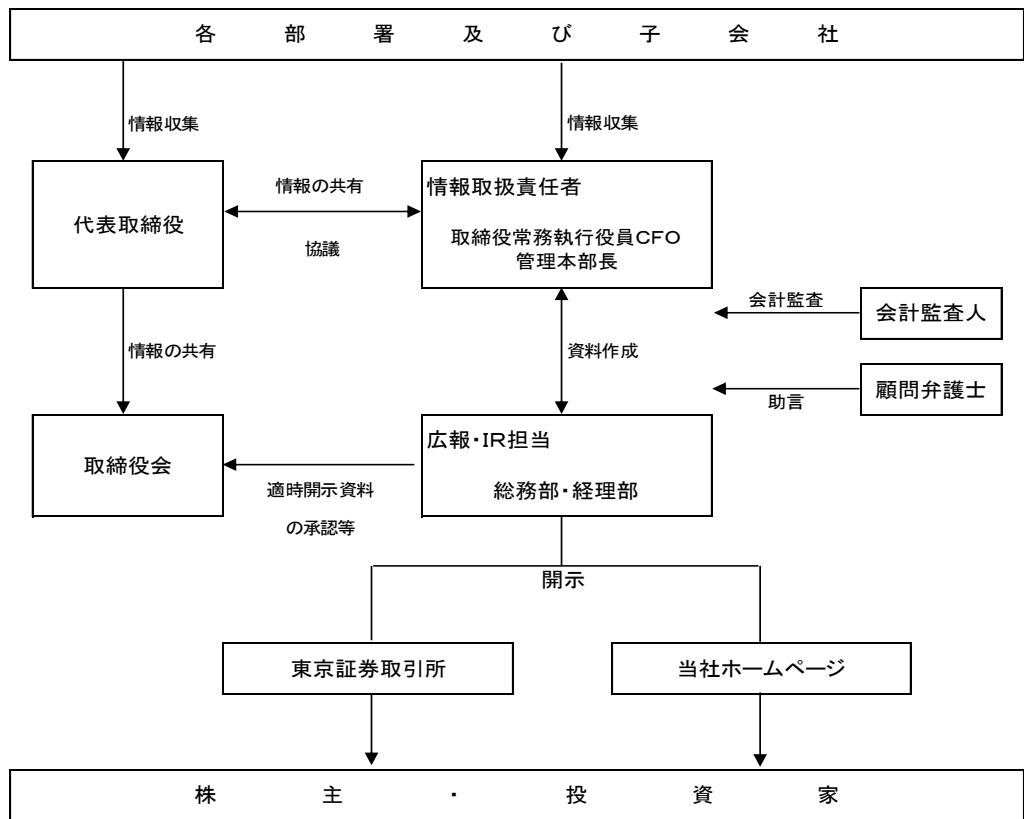 各部署及び子会社
情報収集
情報収集
代表取締役
情報の共有
協議
情報取扱責任者
取締役常務執行役員CFO
管理本部長
会計監査
会計監査人
情報の共有
資料作成
助言
顧問弁護士
取締役会
適時開示資料
の承認等
広報・IR担当
総務部・経理部
開示
東京証券取引所
当社ホームページ
株主・投資家